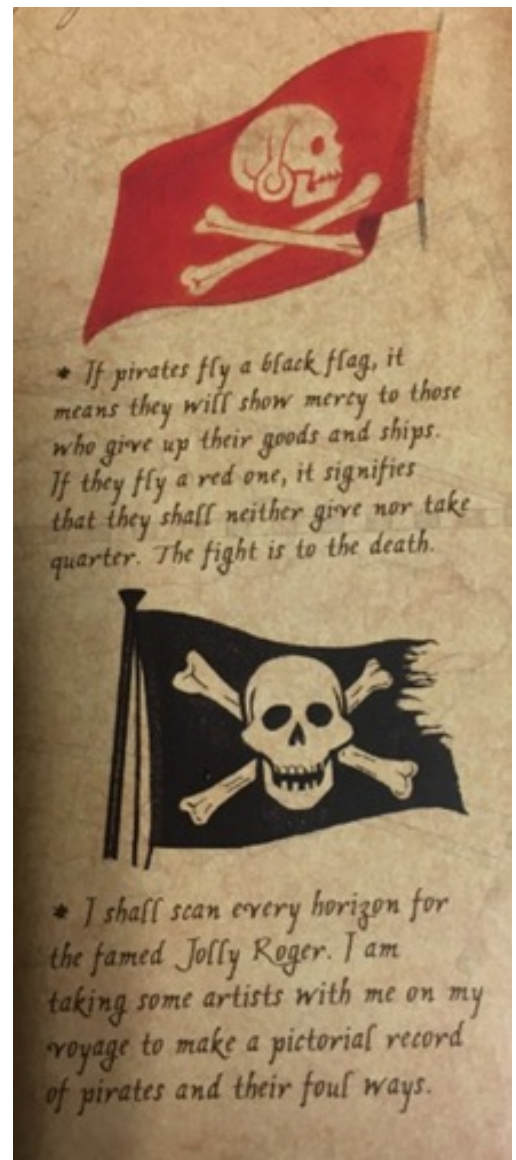 * If pirates fly a black flag, it
means they will show mercy to those
who give up their goods and ships.
If they fly a red one, it signifies
that they shall neither give nor take
quarter. The fight is to the death.
* I shall scan every horizon for
the famed Jolly Roger. I am
taking some artists with me on my
voyage to make a pictorial record
of pirates and their foul ways.